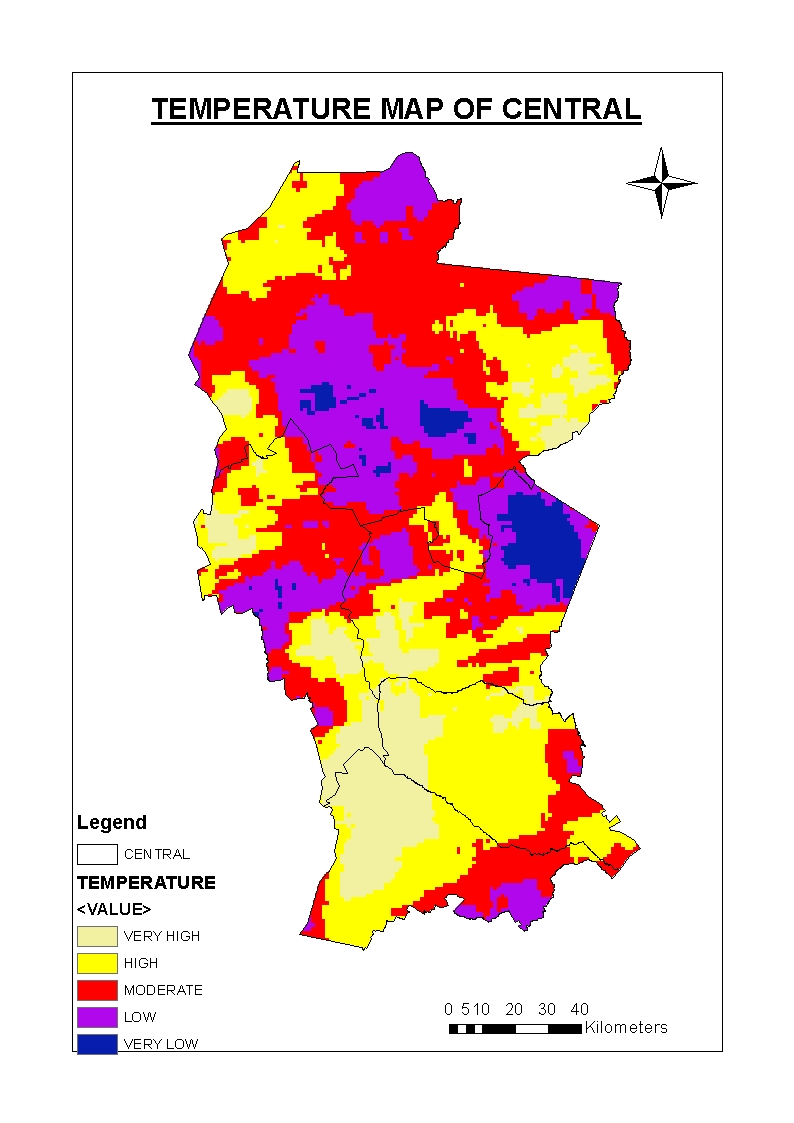 TEMPERATURE MAP OF CENTRAL
Legend
CENTRAL
TEMPERATURE
<VALUE>
VERY HIGH
HIGH
MODERATE
LOW
VERY LOW
0 5 10 20 30 40
Kilometers